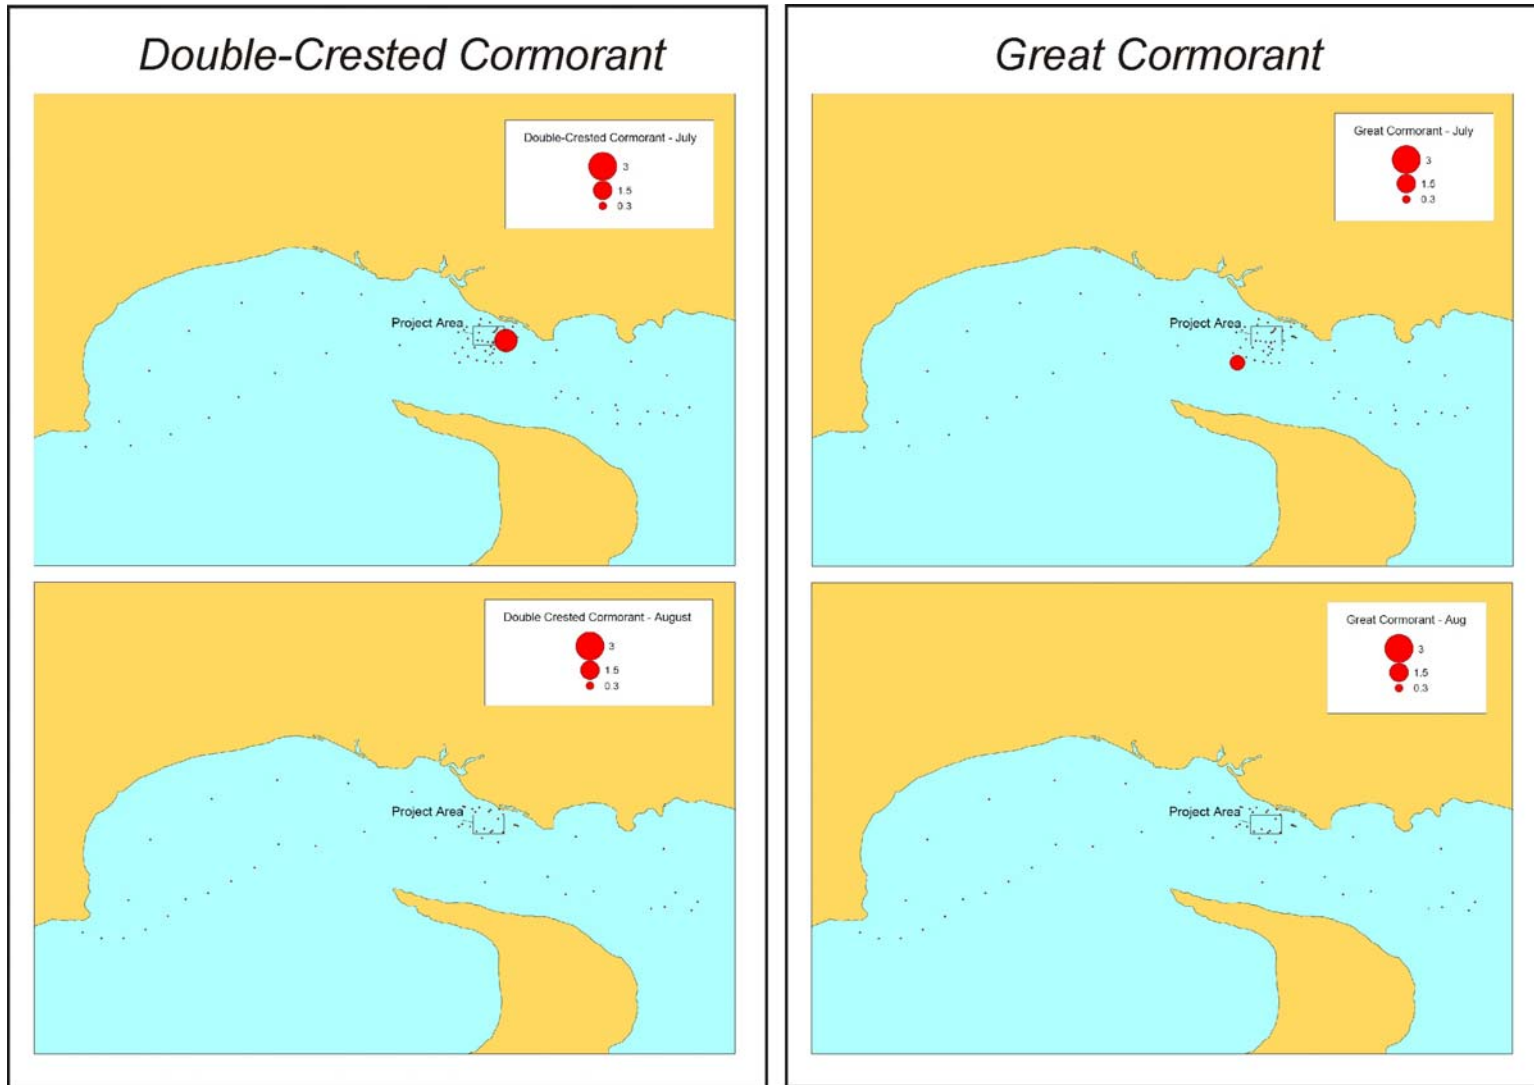 Double-Crested Cormorant
Double-Crested Cormorant - July
3
1.5
0.3
Project Area
Double Crested Cormorant - August
3
1.5
0.3
Project Area
Great Cormorant
Great Cormorant - July
3
1.5
0.3
Project Area
Great Cormorant - Aug
3
1.5
0.3
Project Area